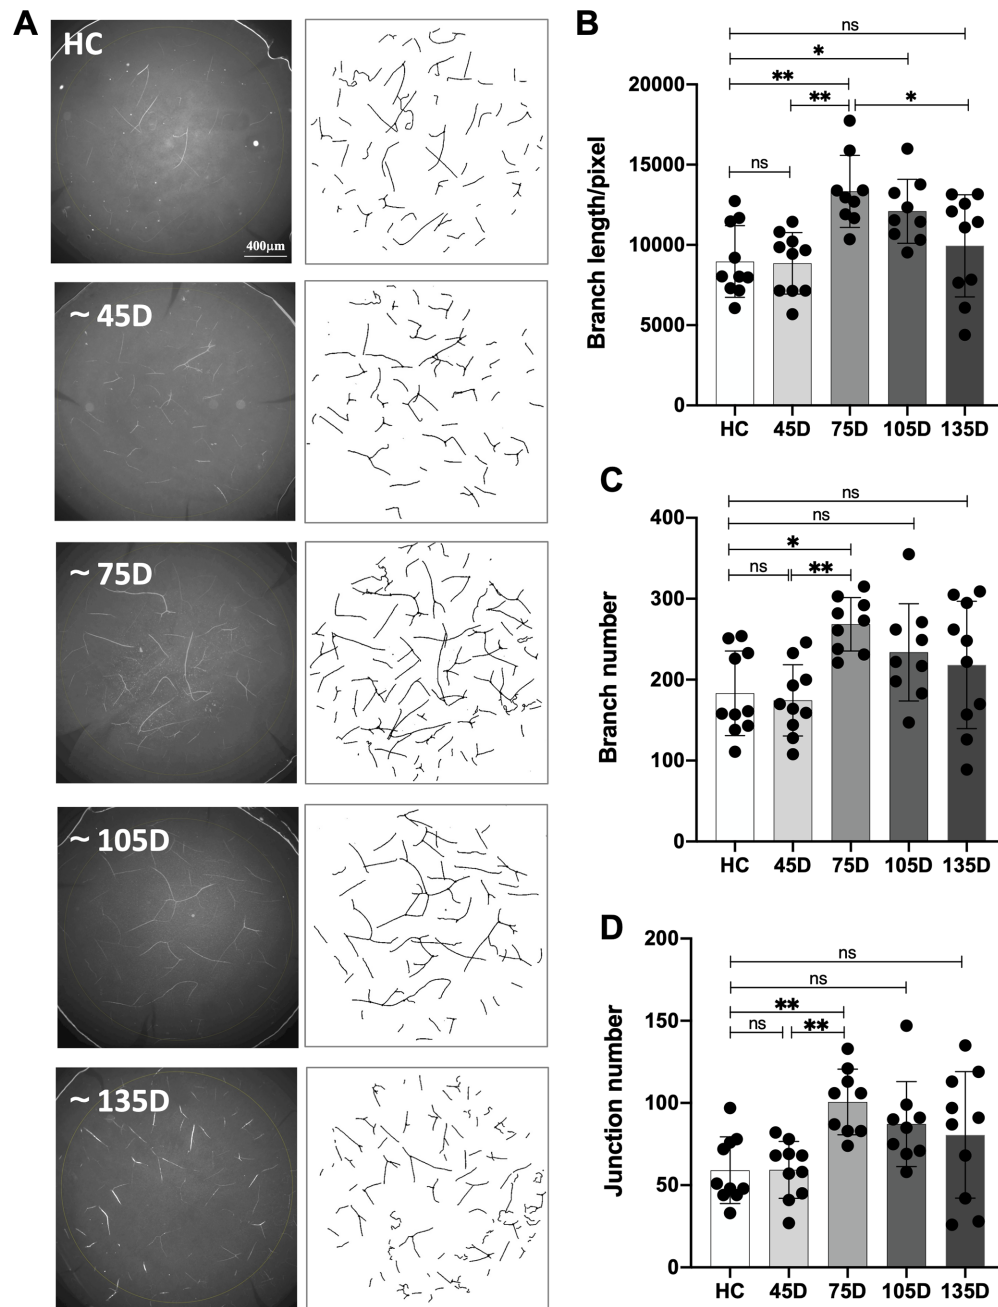 A
HC
400μm
~ 45D
~ 75D
~ 105D
~ 135D
B
ns
*
**
** *
ns
20000
15000
10000
5000
0
Branch length/pixel
HC 45D 75D 105D 135D
C
ns
ns
*
ns **
400
300
200
100
0
Branch number
HC 45D 75D 105D 135D
D
ns
ns
**
ns **
200
150
100
50
0
Junction number
HC 45D 75D 105D 135D